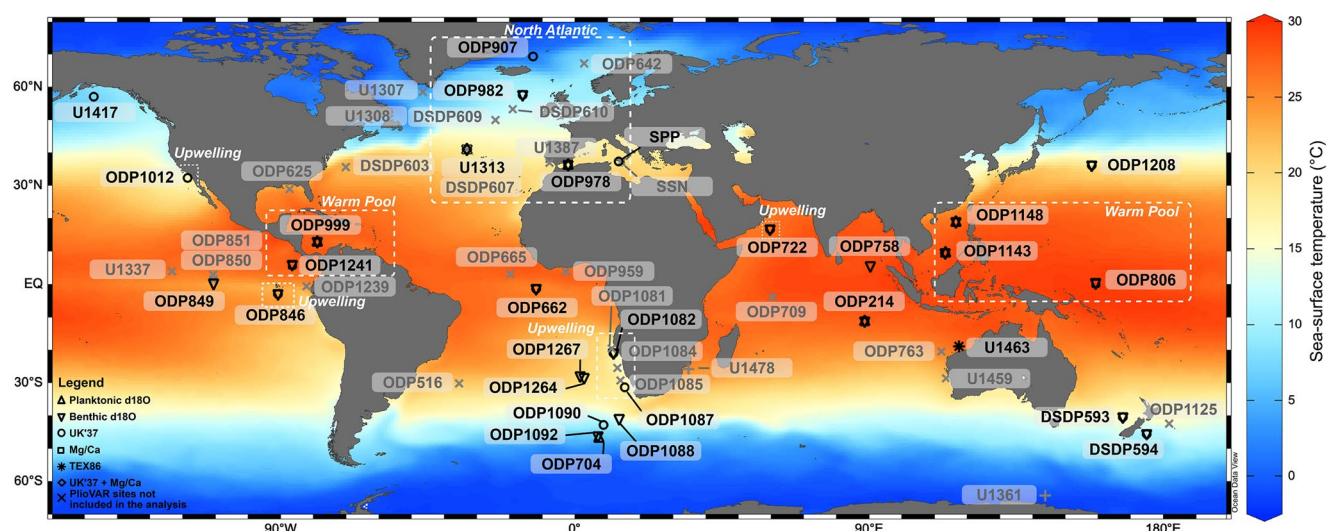 North Atlantic
ODP907
ODP642
60°N
U1307
ODP982
U1417
U1308
DSDP609
DSDP610
SPP
U1387
Upwelling
ODP625
DSDP603
U1313
ODP1208
ODP1012
DSDP607
ODP978
SSN
30°N
Warm Pool
Upwelling
ODP1148
Warm Pool
ODP999
ODP851
ODP722
ODP758
ODP1143
ODP850
ODP665
ODP959
U1337
ODP1241
ODP1239
ODP1081
ODP806
EQ
ODP849
Upwelling
ODP662
ODP709
ODP214
ODP846
ODP1082
Upwelling
ODP1267
ODP1084
ODP763
U1463
U1478
30°S
ODP516
ODP1264
ODP1085
U1459
ODP1090
ODP1087
DSDP593
ODP1125
ODP1092
ODP1088
DSDP594
ODP704
60°S
U1361
Legend
Planktonic d18O
Benthic d18O
UK'37
Mg/Ca
TEX86
UK'37 + Mg/Ca
PlioVAR sites not
included in the analysis
90°W
0°
90°E
180°E
Ocean Data View
30
25
20
15
10
5
0
Sea-surface temperature (°C)